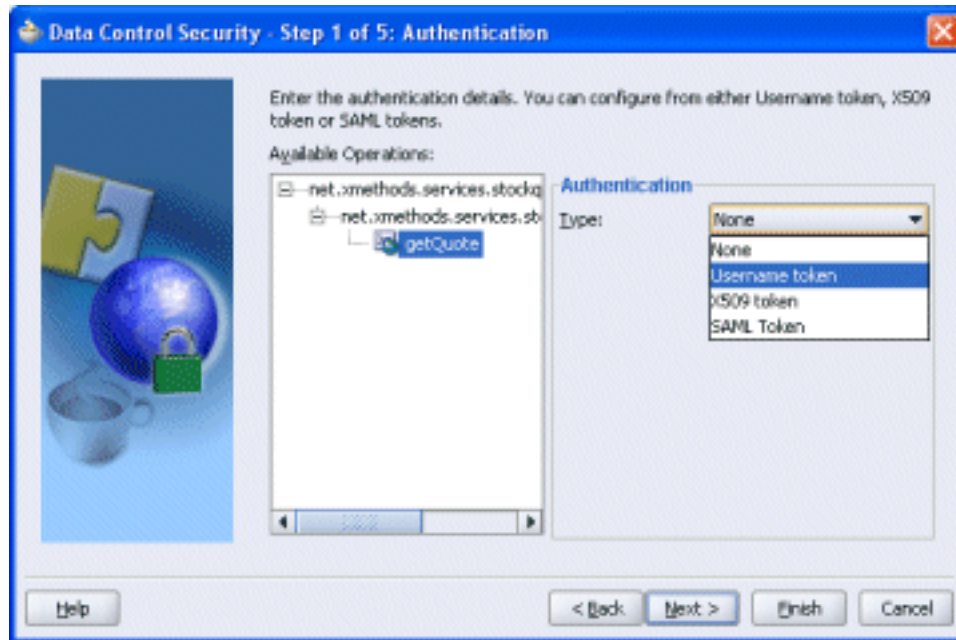 Data Control Security - Step 1 of 5: Authentication
Enter the authentication details. You can configure from either Username token, X509
token or SAML tokens.
Available Operations:
net.xmethods.services.stockq
net.xmethods.services.sto
getQuote
Authentication
Type:
None
None
Username token
X509 token
SAML Token
Help
< Back
Next >
Finish
Cancel